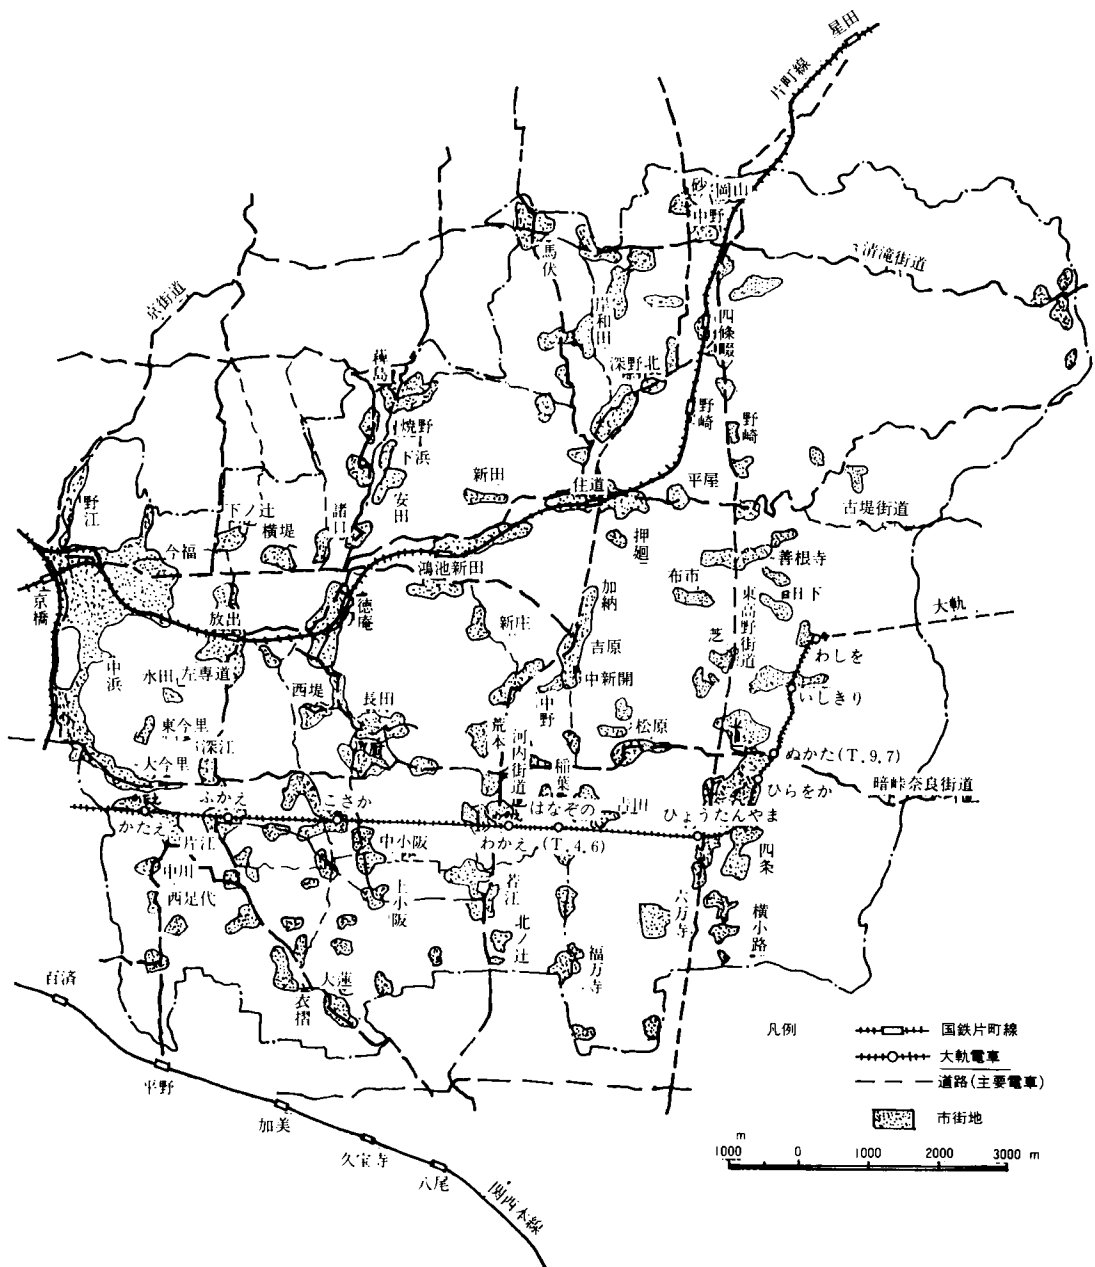 星田
片町線
砂
岡山
中野
清滝街道
馬伏
京街道
岸和田
四條畷
深野北
野崎
野崎
焼野
下浜
新田
住道
平屋
安田
諸口
野江
下ノ辻
横堤
古堤街道
今福
押廻
善根寺
鴻池新田
布市
加納
日下
京橋
徳庵
東高野街道
大軌
放出
新庄
芝
吉原
わしを
中浜
水田
左専道
中新開
いしきり
西堤
長田
中野
松原
東今里
荒本
河内街道
深江
ぬかた(T.9,7)
大今里
稲葉
暗峠奈良街道
ひらをか
ふかえ
こさか
はなぞの
吉田
ひょうたんやま
かたえ
わかえ
(T.4.6)
片江
中小阪
四条
中川
若江
西足代
上小阪
六万寺
横小路
北ノ辻
福万寺
百済
大蓮
衣摺
平野
加美
久宝寺
八尾
関西本線
凡例
国鉄片町線
大軌電車
道路(主要電車)
市街地
m
1000 0 1000 2000 3000 m